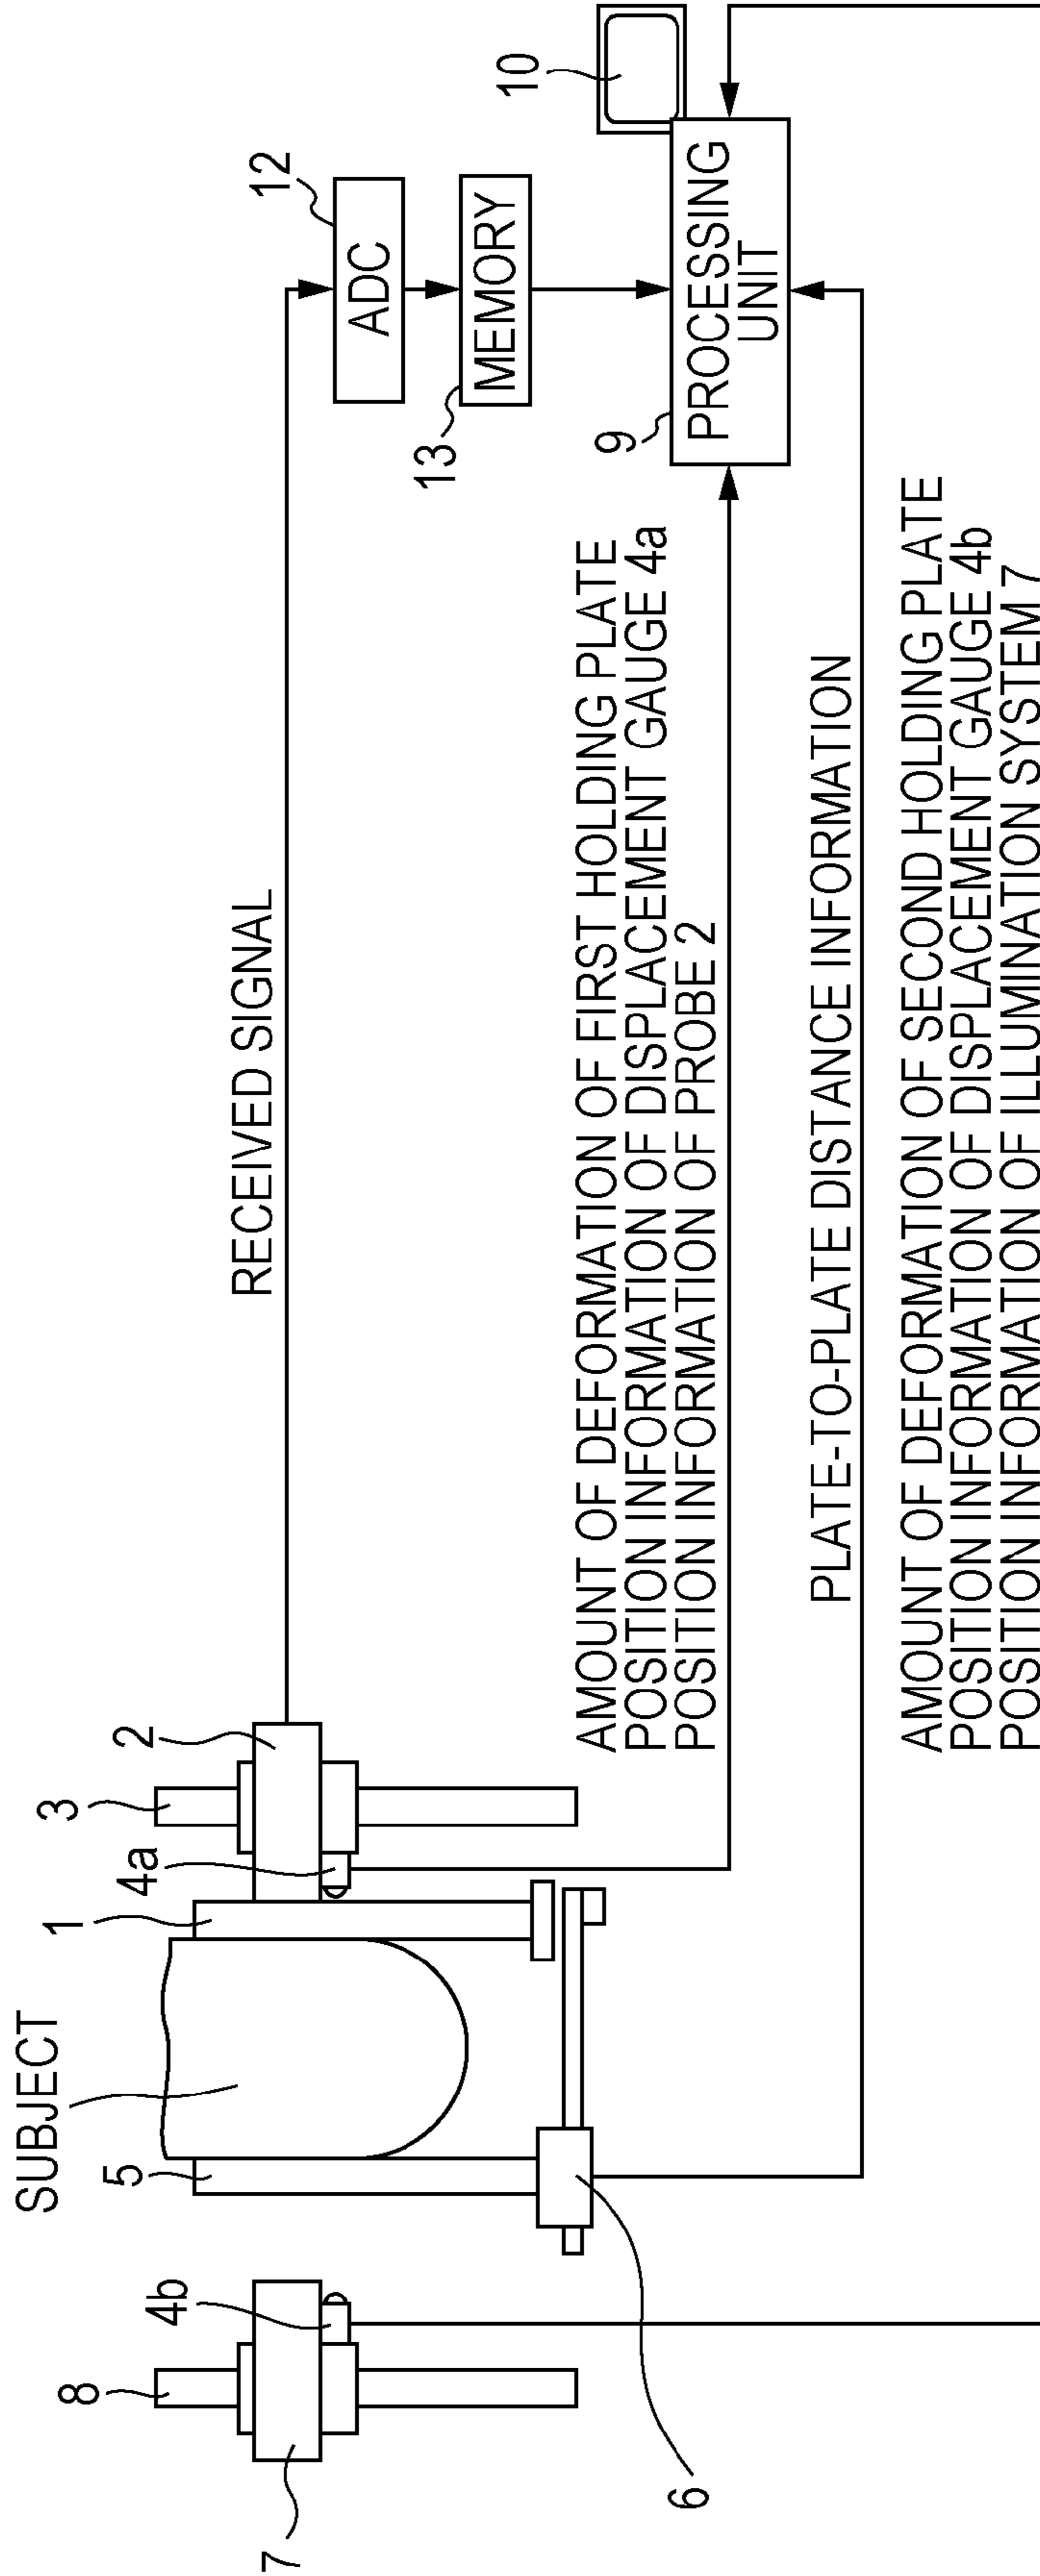 SUBJECT
7
8
4b
5
1
4a
3
2
6
RECEIVED SIGNAL
12
ADC
13
MEMORY
10
9
PROCESSING
UNIT
AMOUNT OF DEFORMATION OF FIRST HOLDING PLATE
POSITION INFORMATION OF DISPLACEMENT GAUGE 4a
POSITION INFORMATION OF PROBE 2
PLATE-TO-PLATE DISTANCE INFORMATION
AMOUNT OF DEFORMATION OF SECOND HOLDING PLATE
POSITION INFORMATION OF DISPLACEMENT GAUGE 4b
POSITION INFORMATION OF ILLUMINATION SYSTEM 7